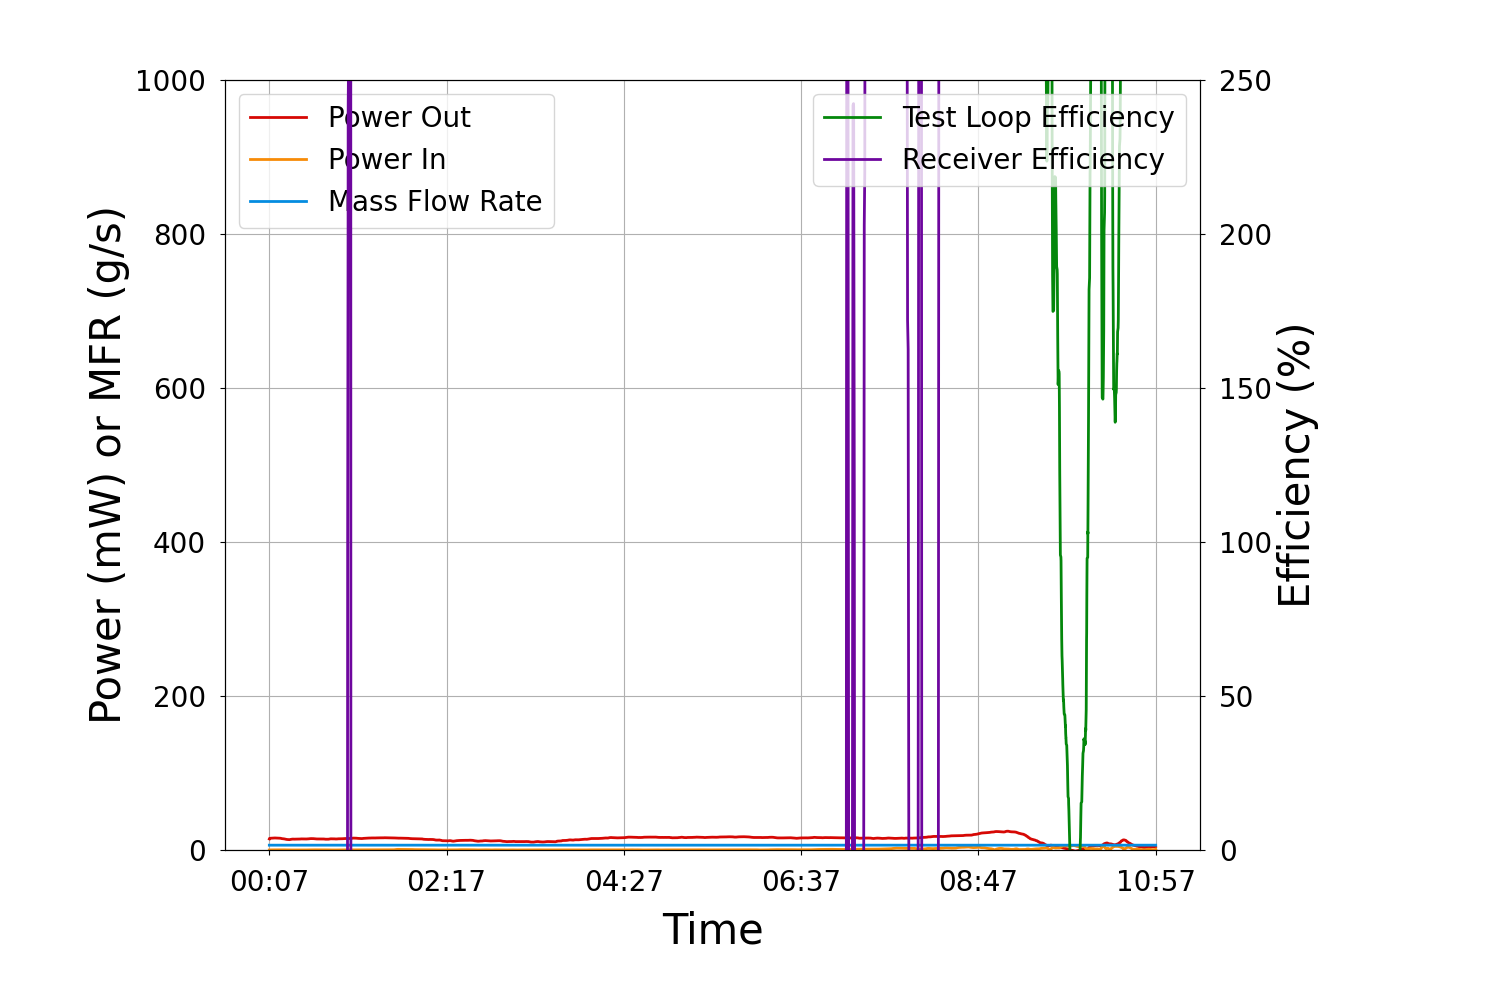 Power (mW) or MFR (g/s)
1000
800
600
400
200
0
Power Out
Power In
Mass Flow Rate
Test Loop Efficiency
Receiver Efficiency
250
200
150
100
50
0
Efficiency (%)
00:07 02:17 04:27 06:37 08:47 10:57
Time